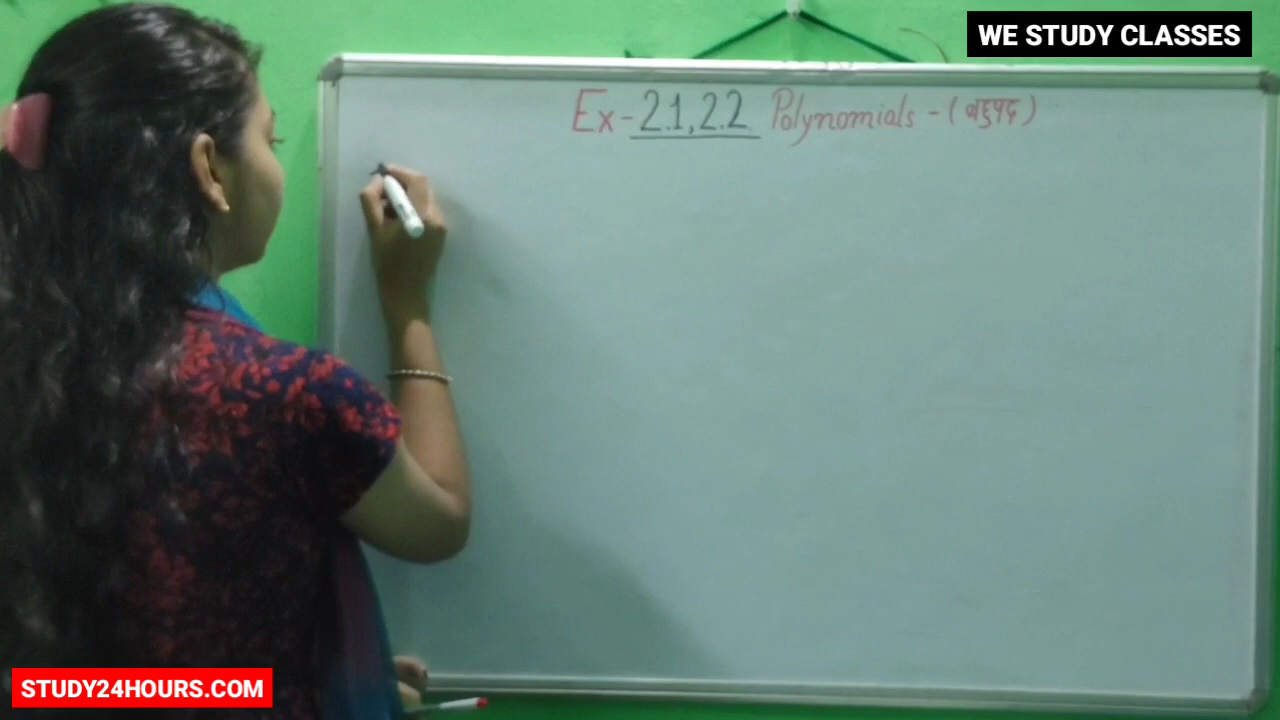 WE STUDY CLASSES
Ex-2.1,2.2 Polynomials - (बहुपद)
STUDY24HOURS.COM